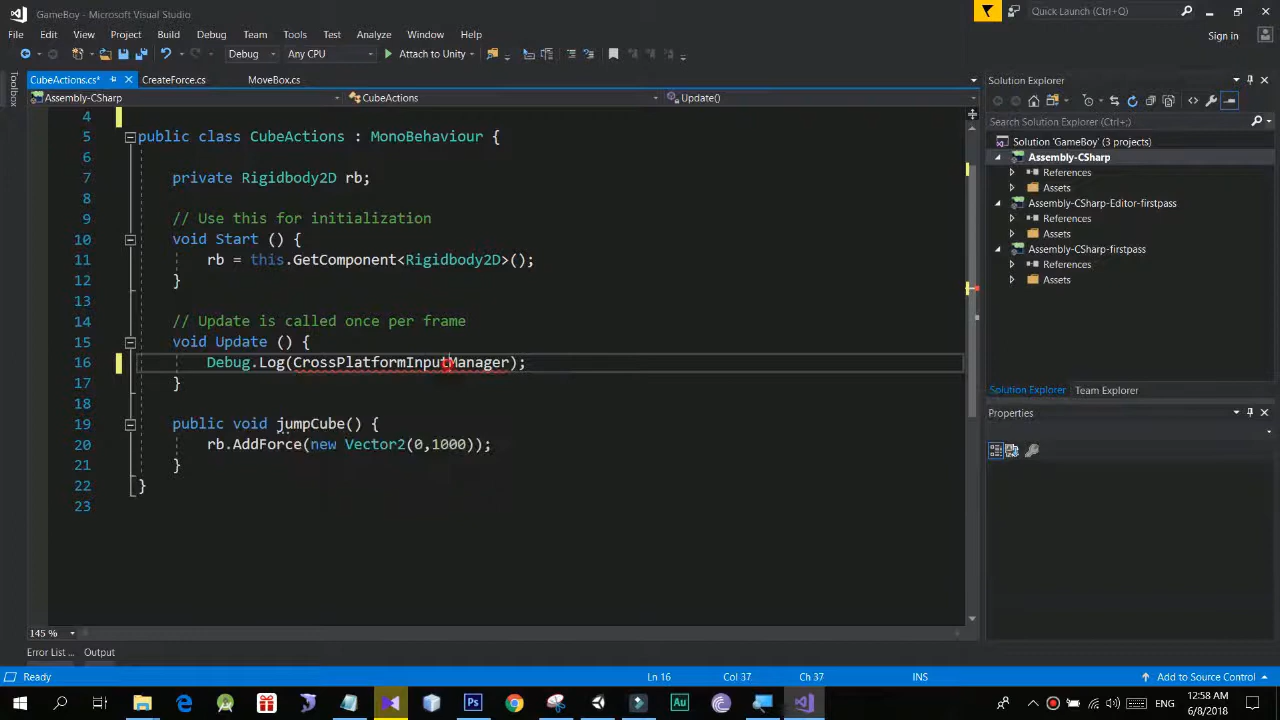 GameBoy - Microsoft Visual Studio
Quick Launch (Ctrl+Q)
File Edit View Project Build Debug Team Tools Test Analyze Window Help
Sign in
Debug Any CPU Attach to Unity
Toolbox
CubeActions.cs* CreateForce.cs MoveBox.cs
Assembly-CSharp CubeActions Update()
4
5 public class CubeActions : MonoBehaviour {
6
7 private Rigidbody2D rb;
8
9 // Use this for initialization
10 void Start () {
11 rb = this.GetComponent<Rigidbody2D>();
12 }
13
14 // Update is called once per frame
15 void Update () {
16 Debug.Log(CrossPlatformInputManager);
17 }
18
19 public void jumpCube() {
20 rb.AddForce(new Vector2(0,1000));
21 }
22 }
23
145 %
Error List ... Output
Solution Explorer
Search Solution Explorer (Ctrl+;)
Solution 'GameBoy' (3 projects)
Assembly-CSharp
References
Assets
Assembly-CSharp-Editor-firstpass
References
Assets
Assembly-CSharp-firstpass
References
Assets
Solution Explorer Team Explorer
Properties
Ready Ln 16 Col 37 Ch 37 INS Add to Source Control
Ps Au
12:58 AM
6/8/2018